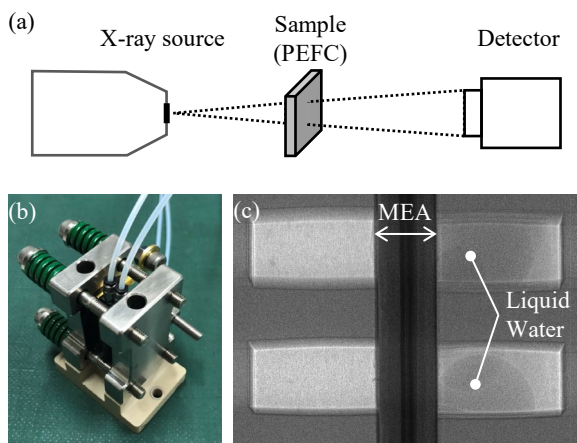 (a)
X-ray source
Sample
(PEFC)
Detector
(b)
(c)
MEA
Liquid
Water